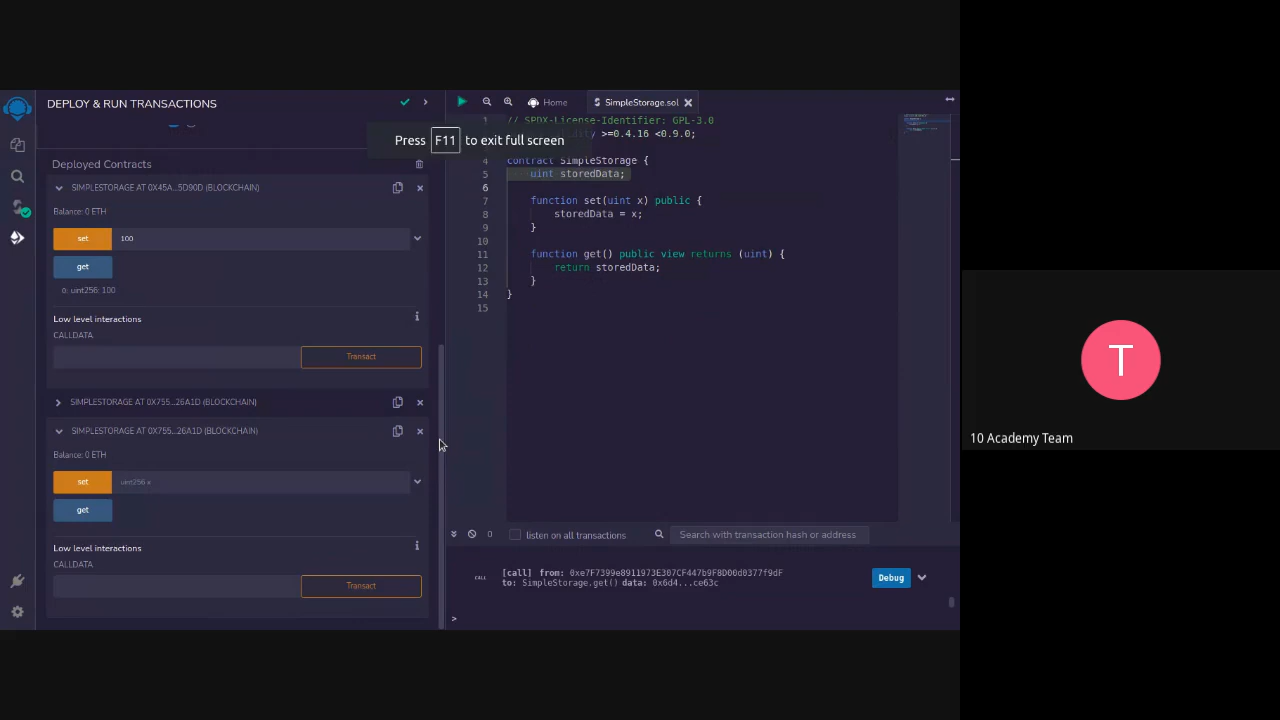 DEPLOY & RUN TRANSACTIONS
Deployed Contracts
SIMPLESTORAGE AT 0X45A...5D90D (BLOCKCHAIN)
Balance: 0 ETH
set 100
get
0: uint256: 100
Low level interactions
CALLDATA
Transact
SIMPLESTORAGE AT 0X755...26A1D (BLOCKCHAIN)
SIMPLESTORAGE AT 0X755...26A1D (BLOCKCHAIN)
Balance: 0 ETH
set uint256 x
get
Low level interactions
CALLDATA
Transact
Press F11 to exit full screen
Home
SimpleStorage.sol
1 // SPDX-License-Identifier: GPL-3.0
>=0.4.16 <0.9.0;
4 contract SimpleStorage {
5 uint storedData;
6
7 function set(uint x) public {
8 storedData = x;
9 }
10
11 function get() public view returns (uint) {
12 return storedData;
13 }
14 }
15
0 listen on all transactions Search with transaction hash or address
CALL [call] from: 0xe7F7399e8911973E307CF447b9F8D00d0377f9dF
to: SimpleStorage.get() data: 0x6d4...ce63c
Debug
>
T
10 Academy Team